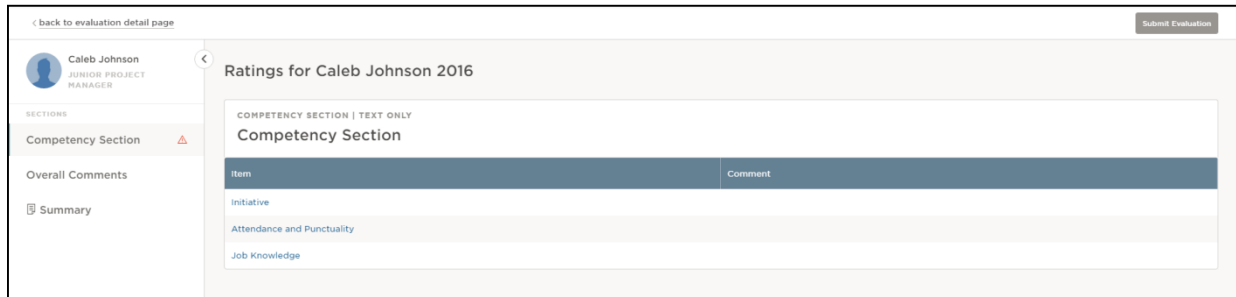 < back to evaluation detail page
Submit Evaluation
Caleb Johnson
JUNIOR PROJECT
MANAGER
SECTIONS
Competency Section
Overall Comments
Summary
Ratings for Caleb Johnson 2016
COMPETENCY SECTION | TEXT ONLY
Competency Section
Item Comment
Initiative
Attendance and Punctuality
Job Knowledge